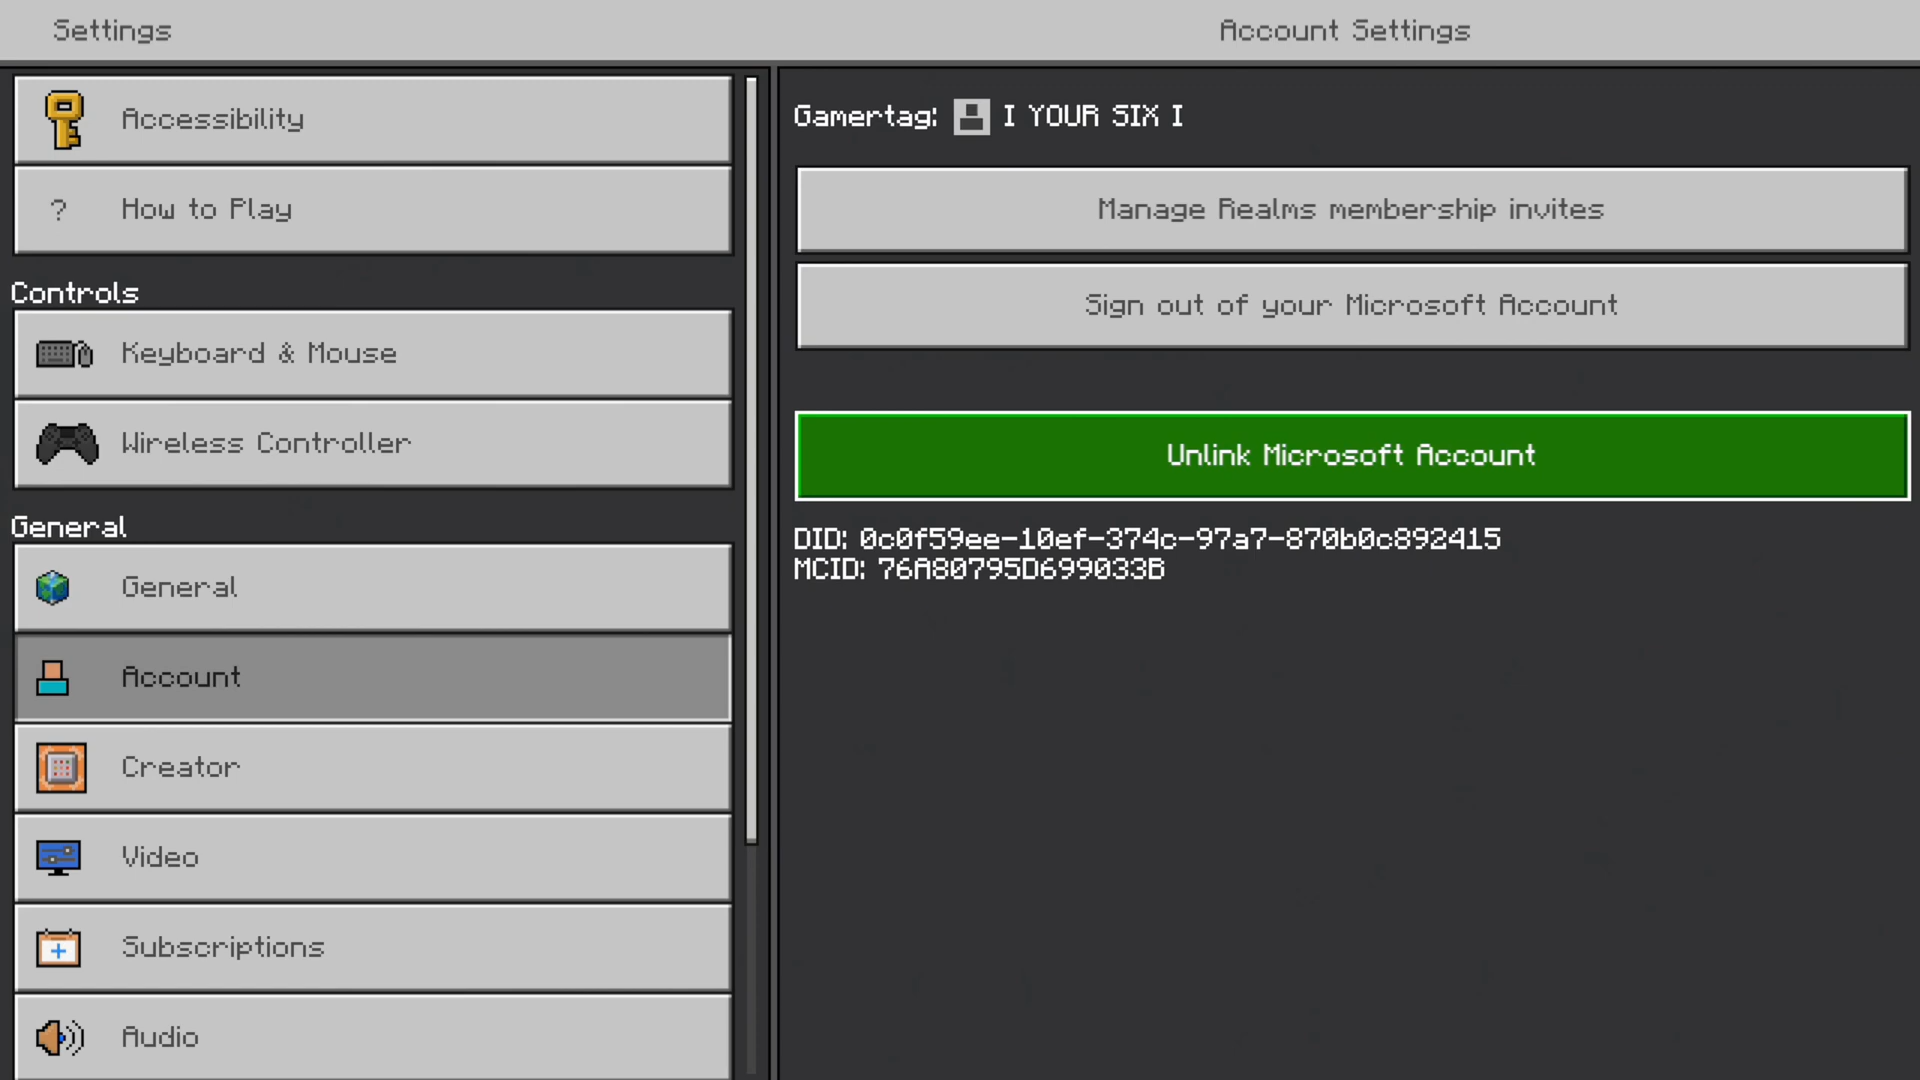 Settings
Account Settings
Accessibility
? How to Play
Controls
Keyboard & Mouse
Wireless Controller
General
General
Account
Creator
Video
Subscriptions
Audio
Gamertag: I YOUR SIX I
Manage Realms membership invites
Sign out of your Microsoft Account
Unlink Microsoft Account
DID: 0c0f59ee-10ef-374c-97a7-870b0c892415
MCID: 76A80795D699033B